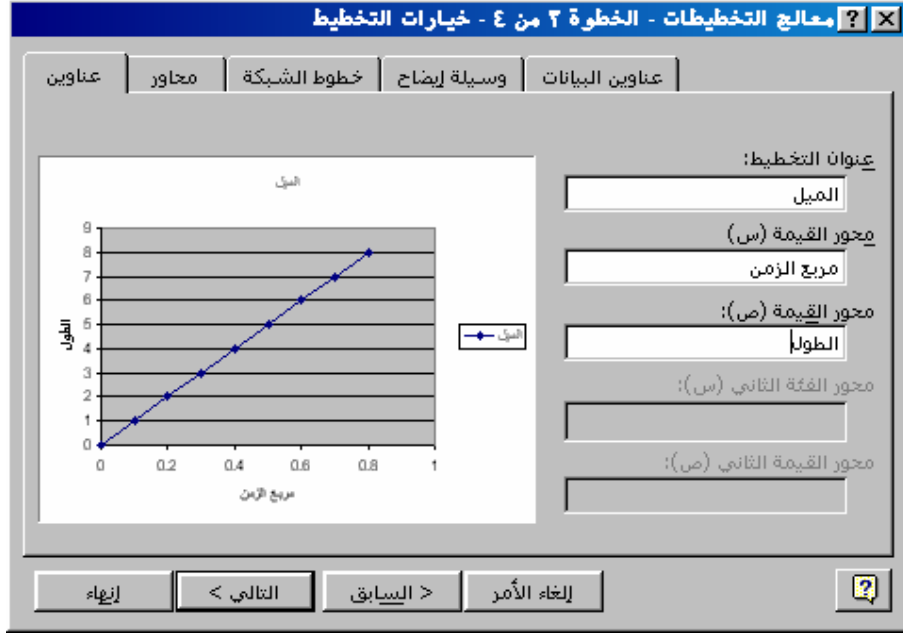 معالج التخطيطات - الخطوة ٣ من ٤ - خيارات التخطيط
عناوين
محاور
خطوط الشبكة
وسيلة إيضاح
عناوين البيانات
عنوان التخطيط:
الميل
محور القيمة (س)
مربع الزمن
محور القيمة (ص):
الطول
محور الفئة الثاني (س):
محور القيمة الثاني (ص):
الميل
9
8
7
6
5
4
3
2
1
0
الطول
0 0.2 0.4 0.6 0.8 1
مربع الزمن
الميل
إلغاء الأمر
< السابق
التالي >
إنهاء